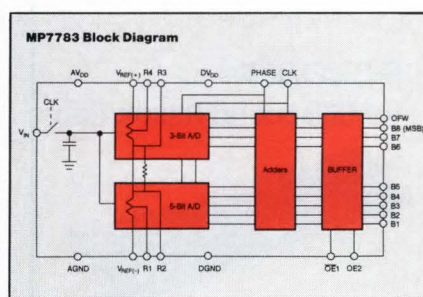 MP7783 Block Diagram
AVDD VREF(+) R4 R3 DVDD PHASE CLK
CLK
VIN
3-Bit A/D
5-Bit A/D
Adders
BUFFER
OFW
B8 (MSB)
B7
B6
B5
B4
B3
B2
B1
AGND VREF(−) R1 R2 DGND OE1 OE2